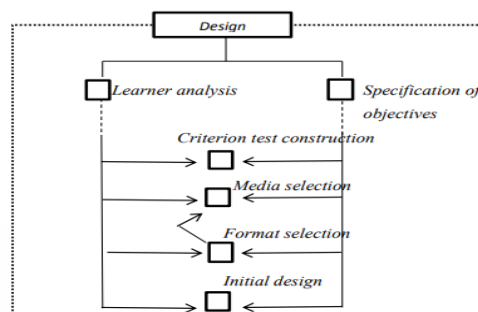 Design
Learner analysis
Specification of
objectives
Criterion test construction
Media selection
Format selection
Initial design